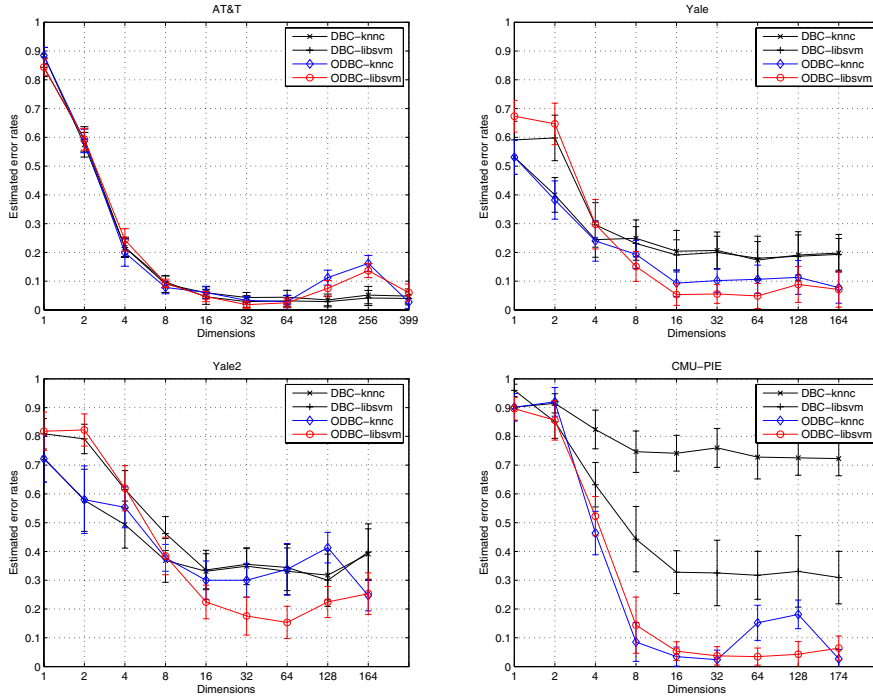 AT&T
Estimated error rates
1
0.9
0.8
0.7
0.6
0.5
0.4
0.3
0.2
0.1
0
1 2 4 8 16 32 64 128 256 399
Dimensions
DBC-knnc
DBC-libsvm
ODBC-knnc
ODBC-libsvm
Yale
Estimated error rates
1
0.9
0.8
0.7
0.6
0.5
0.4
0.3
0.2
0.1
0
1 2 4 8 16 32 64 128 174
Dimensions
DBC-knnc
DBC-libsvm
ODBC-knnc
ODBC-libsvm
Yale2
Estimated error rates
1
0.9
0.8
0.7
0.6
0.5
0.4
0.3
0.2
0.1
0
1 2 4 8 16 32 64 128 164
Dimensions
DBC-knnc
DBC-libsvm
ODBC-knnc
ODBC-libsvm
CMU-PIE
Estimated error rates
1
0.9
0.8
0.7
0.6
0.5
0.4
0.3
0.2
0.1
0
1 2 4 8 16 32 64 128 174
Dimensions
DBC-knnc
DBC-libsvm
ODBC-knnc
ODBC-libsvm